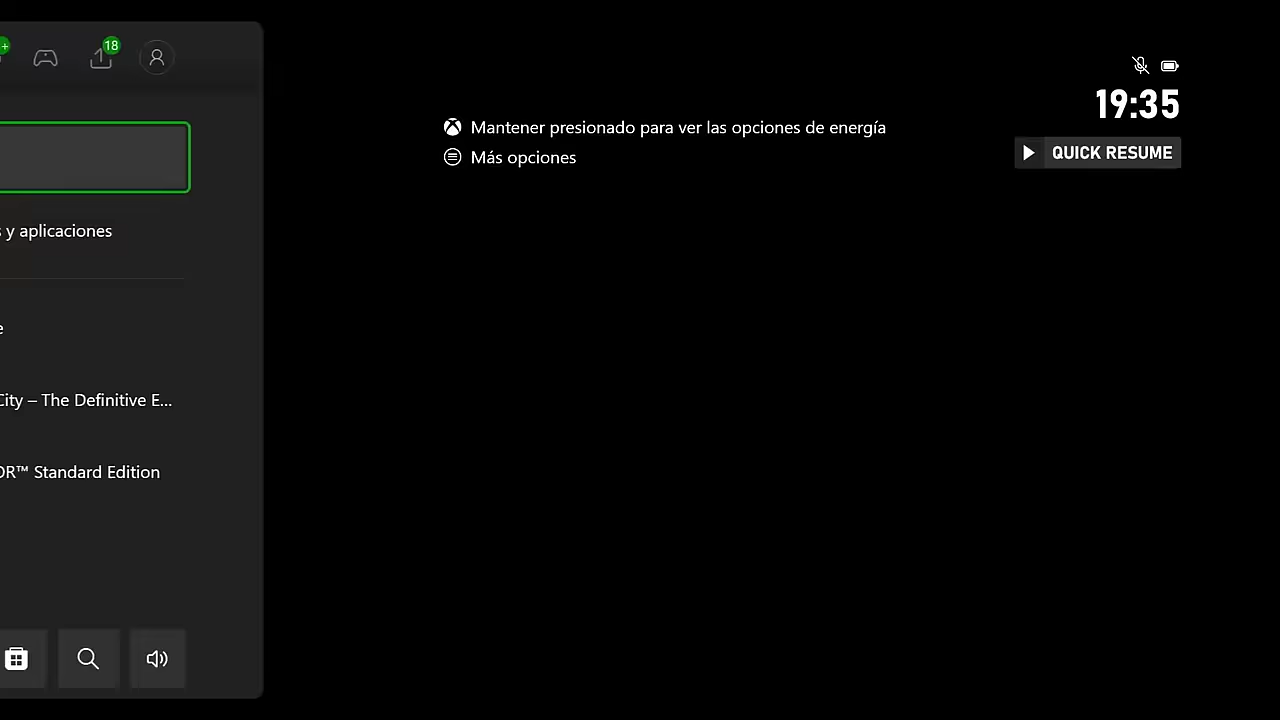 +
18
19:35
Mantener presionado para ver las opciones de energía
QUICK RESUME
Más opciones
s y aplicaciones
e
City – The Definitive E...
OR™ Standard Edition